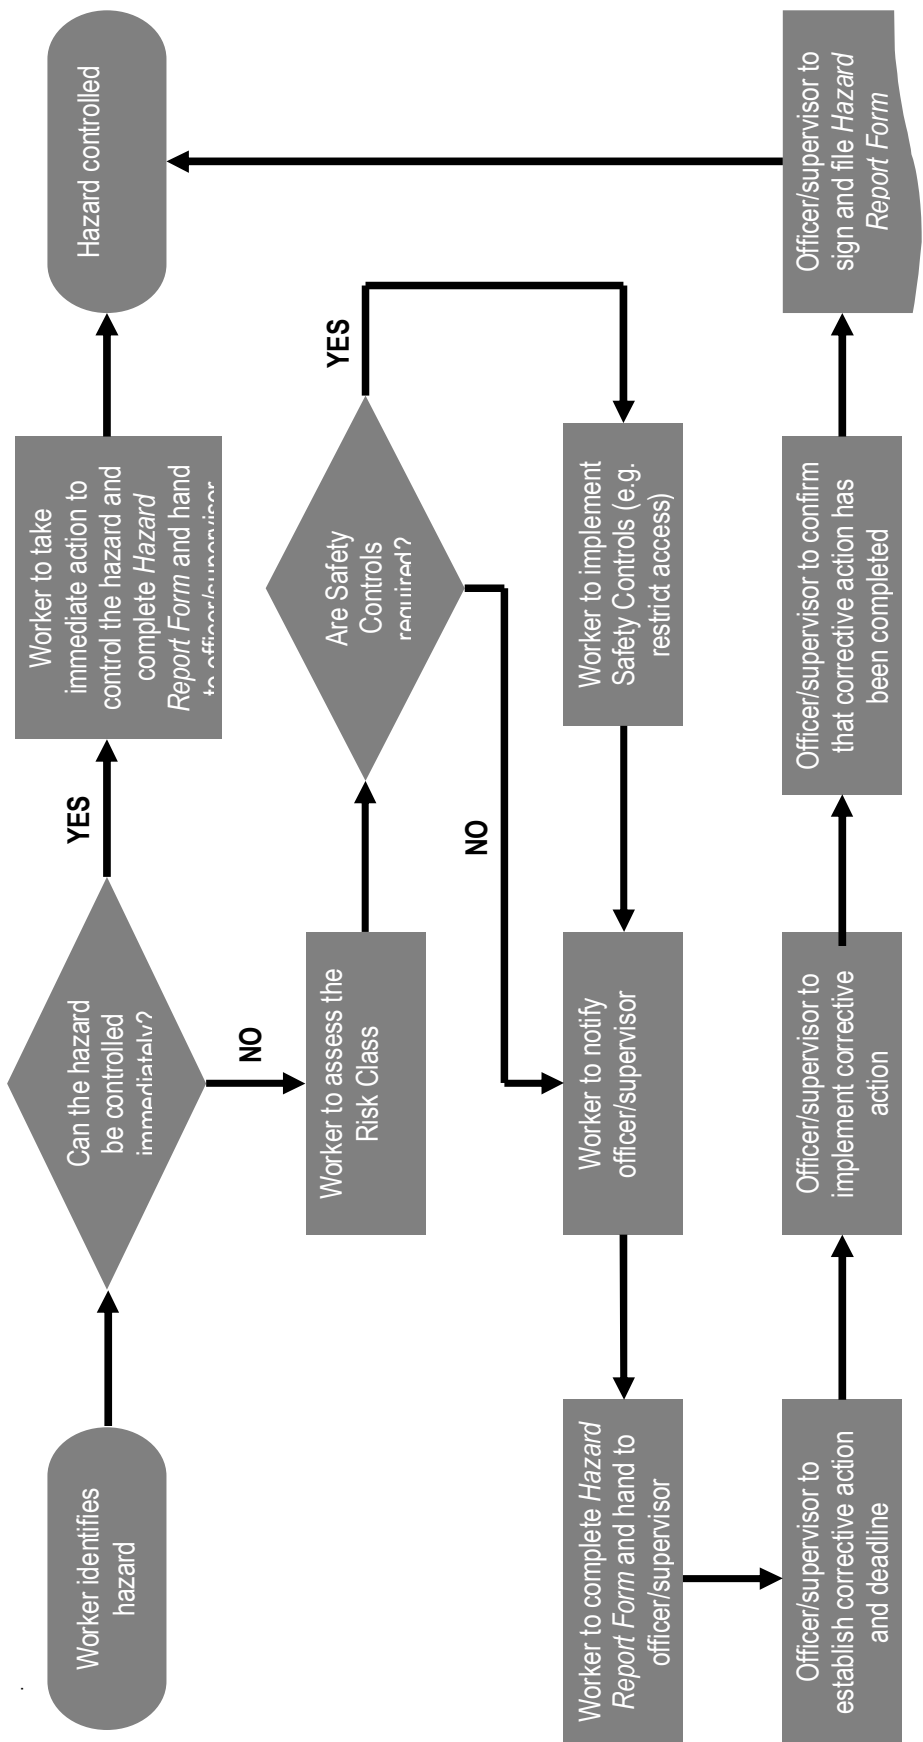 Worker identifies
hazard
Can the hazard
be controlled
immediately?
YES
Worker to take
immediate action to
control the hazard and
complete Hazard
Report Form and hand
to officer/supervisor
Hazard controlled
NO
Worker to assess the
Risk Class
Are Safety
Controls
required?
YES
NO
Worker to implement
Safety Controls (e.g.
restrict access)
Worker to notify
officer/supervisor
Worker to complete Hazard
Report Form and hand to
officer/supervisor
Officer/supervisor to
establish corrective action
and deadline
Officer/supervisor to
implement corrective
action
Officer/supervisor to confirm
that corrective action has
been completed
Officer/supervisor to
sign and file Hazard
Report Form